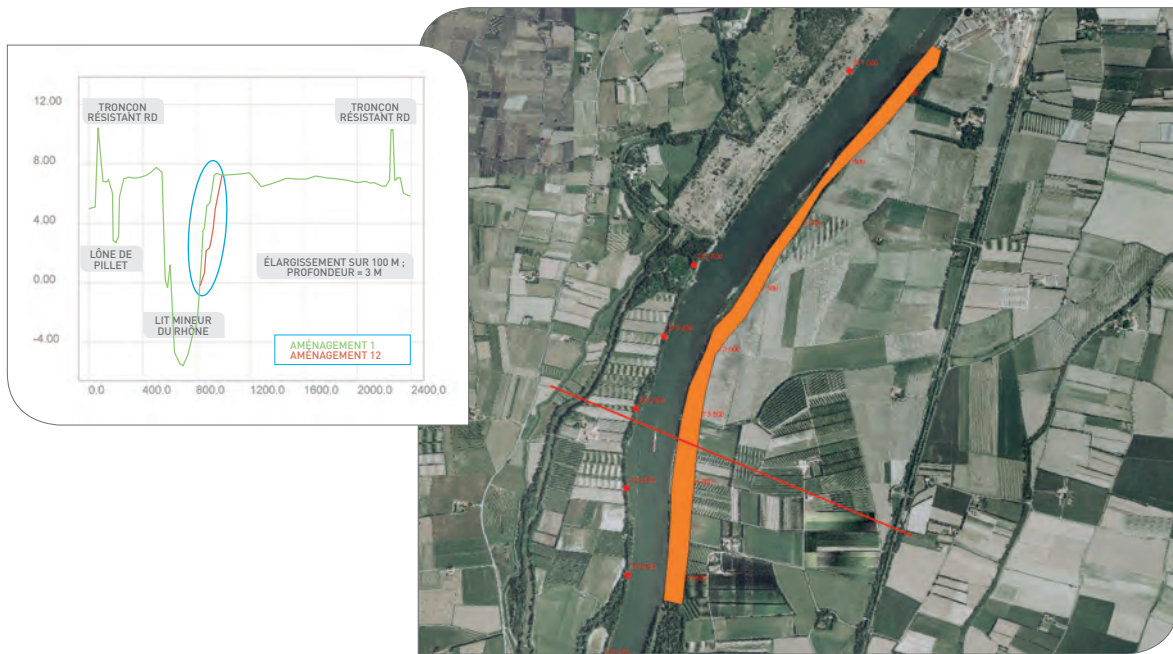 12.00
8.00
4.00
0.00
-4.00
TRONÇON
RÉSISTANT RD
TRONÇON
RÉSISTANT RD
LÔNE DE
PILLET
ÉLARGISSEMENT SUR 100 M ;
PROFONDEUR = 3 M
LIT MINEUR
DU RHÔNE
AMÉNAGEMENT 1
AMÉNAGEMENT 12
0.0 400.0 800.0 1200.0 1600.0 2000.0 2400.0